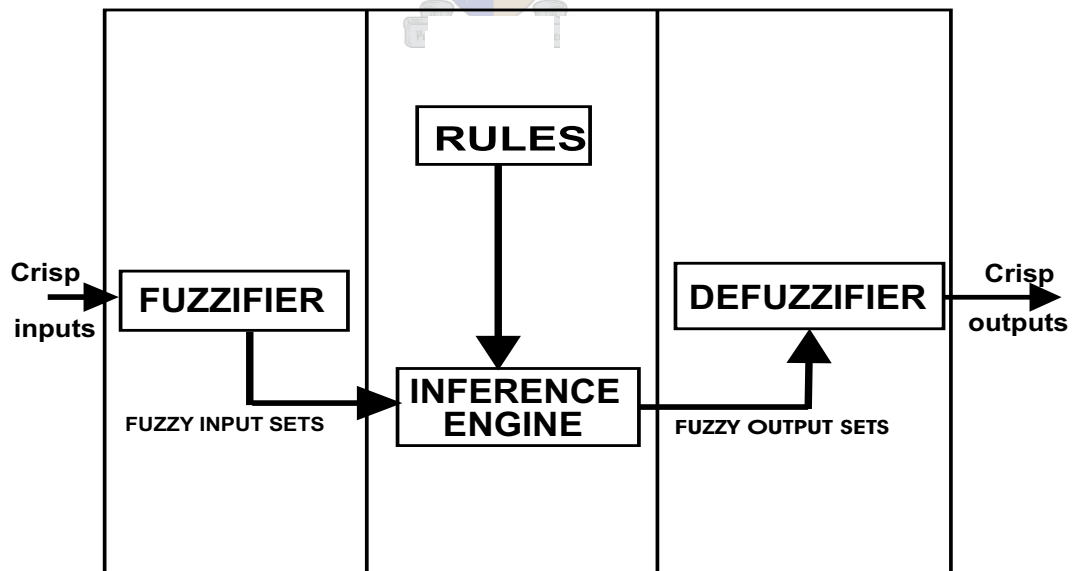 RULES
Crisp
inputs
FUZZIFIER
FUZZY INPUT SETS
INFERENCE
ENGINE
FUZZY OUTPUT SETS
DEFUZZIFIER
Crisp
outputs